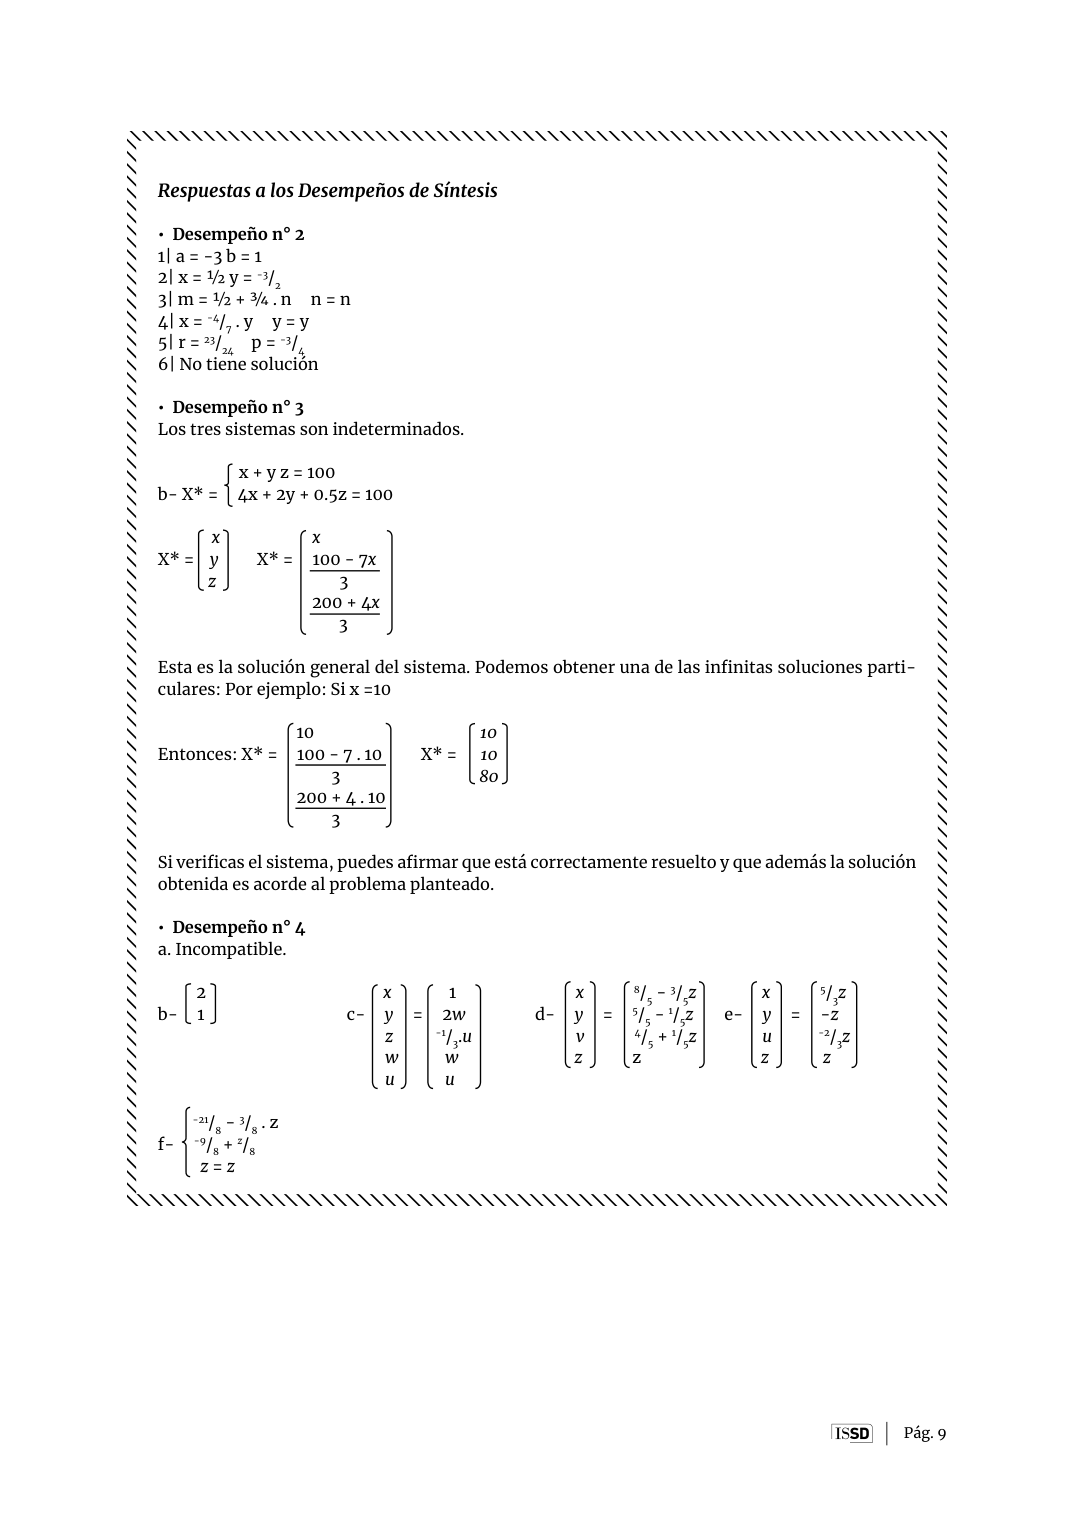 Respuestas a los Desempeños de Síntesis
• Desempeño n° 2
1| a = -3 b = 1
2| x = ½ y = ⁻³/₂
3| m = ½ + ¾ . n n = n
4| x = ⁻⁴/₇ . y y = y
5| r = ²³/₂₄ p = ⁻³/₄
6| No tiene solución
• Desempeño n° 3
Los tres sistemas son indeterminados.
x + y z = 100
b- X* = 4x + 2y + 0.5z = 100
x x
X* = y X* = 100 - 7x
z 3
200 + 4x
3
Esta es la solución general del sistema. Podemos obtener una de las infinitas soluciones parti-
culares: Por ejemplo: Si x =10
10 10
Entonces: X* = 100 - 7 . 10 X* = 10
3 80
200 + 4 . 10
3
Si verificas el sistema, puedes afirmar que está correctamente resuelto y que además la solución
obtenida es acorde al problema planteado.
• Desempeño n° 4
a. Incompatible.
2 x 1 x ⁸/₅ - ³/₅z x ⁵/₃z
b- 1 c- y = 2w d- y = ⁵/₅ - ¹/₅z e- y = -z
z ⁻¹/₃.u v ⁴/₅ + ¹/₅z u ⁻²/₃z
w w z z z z
u u
⁻²¹/₈ - ³/₈ . z
f- ⁻⁹/₈ + ᶻ/₈
z = z
ISSD | Pág. 9